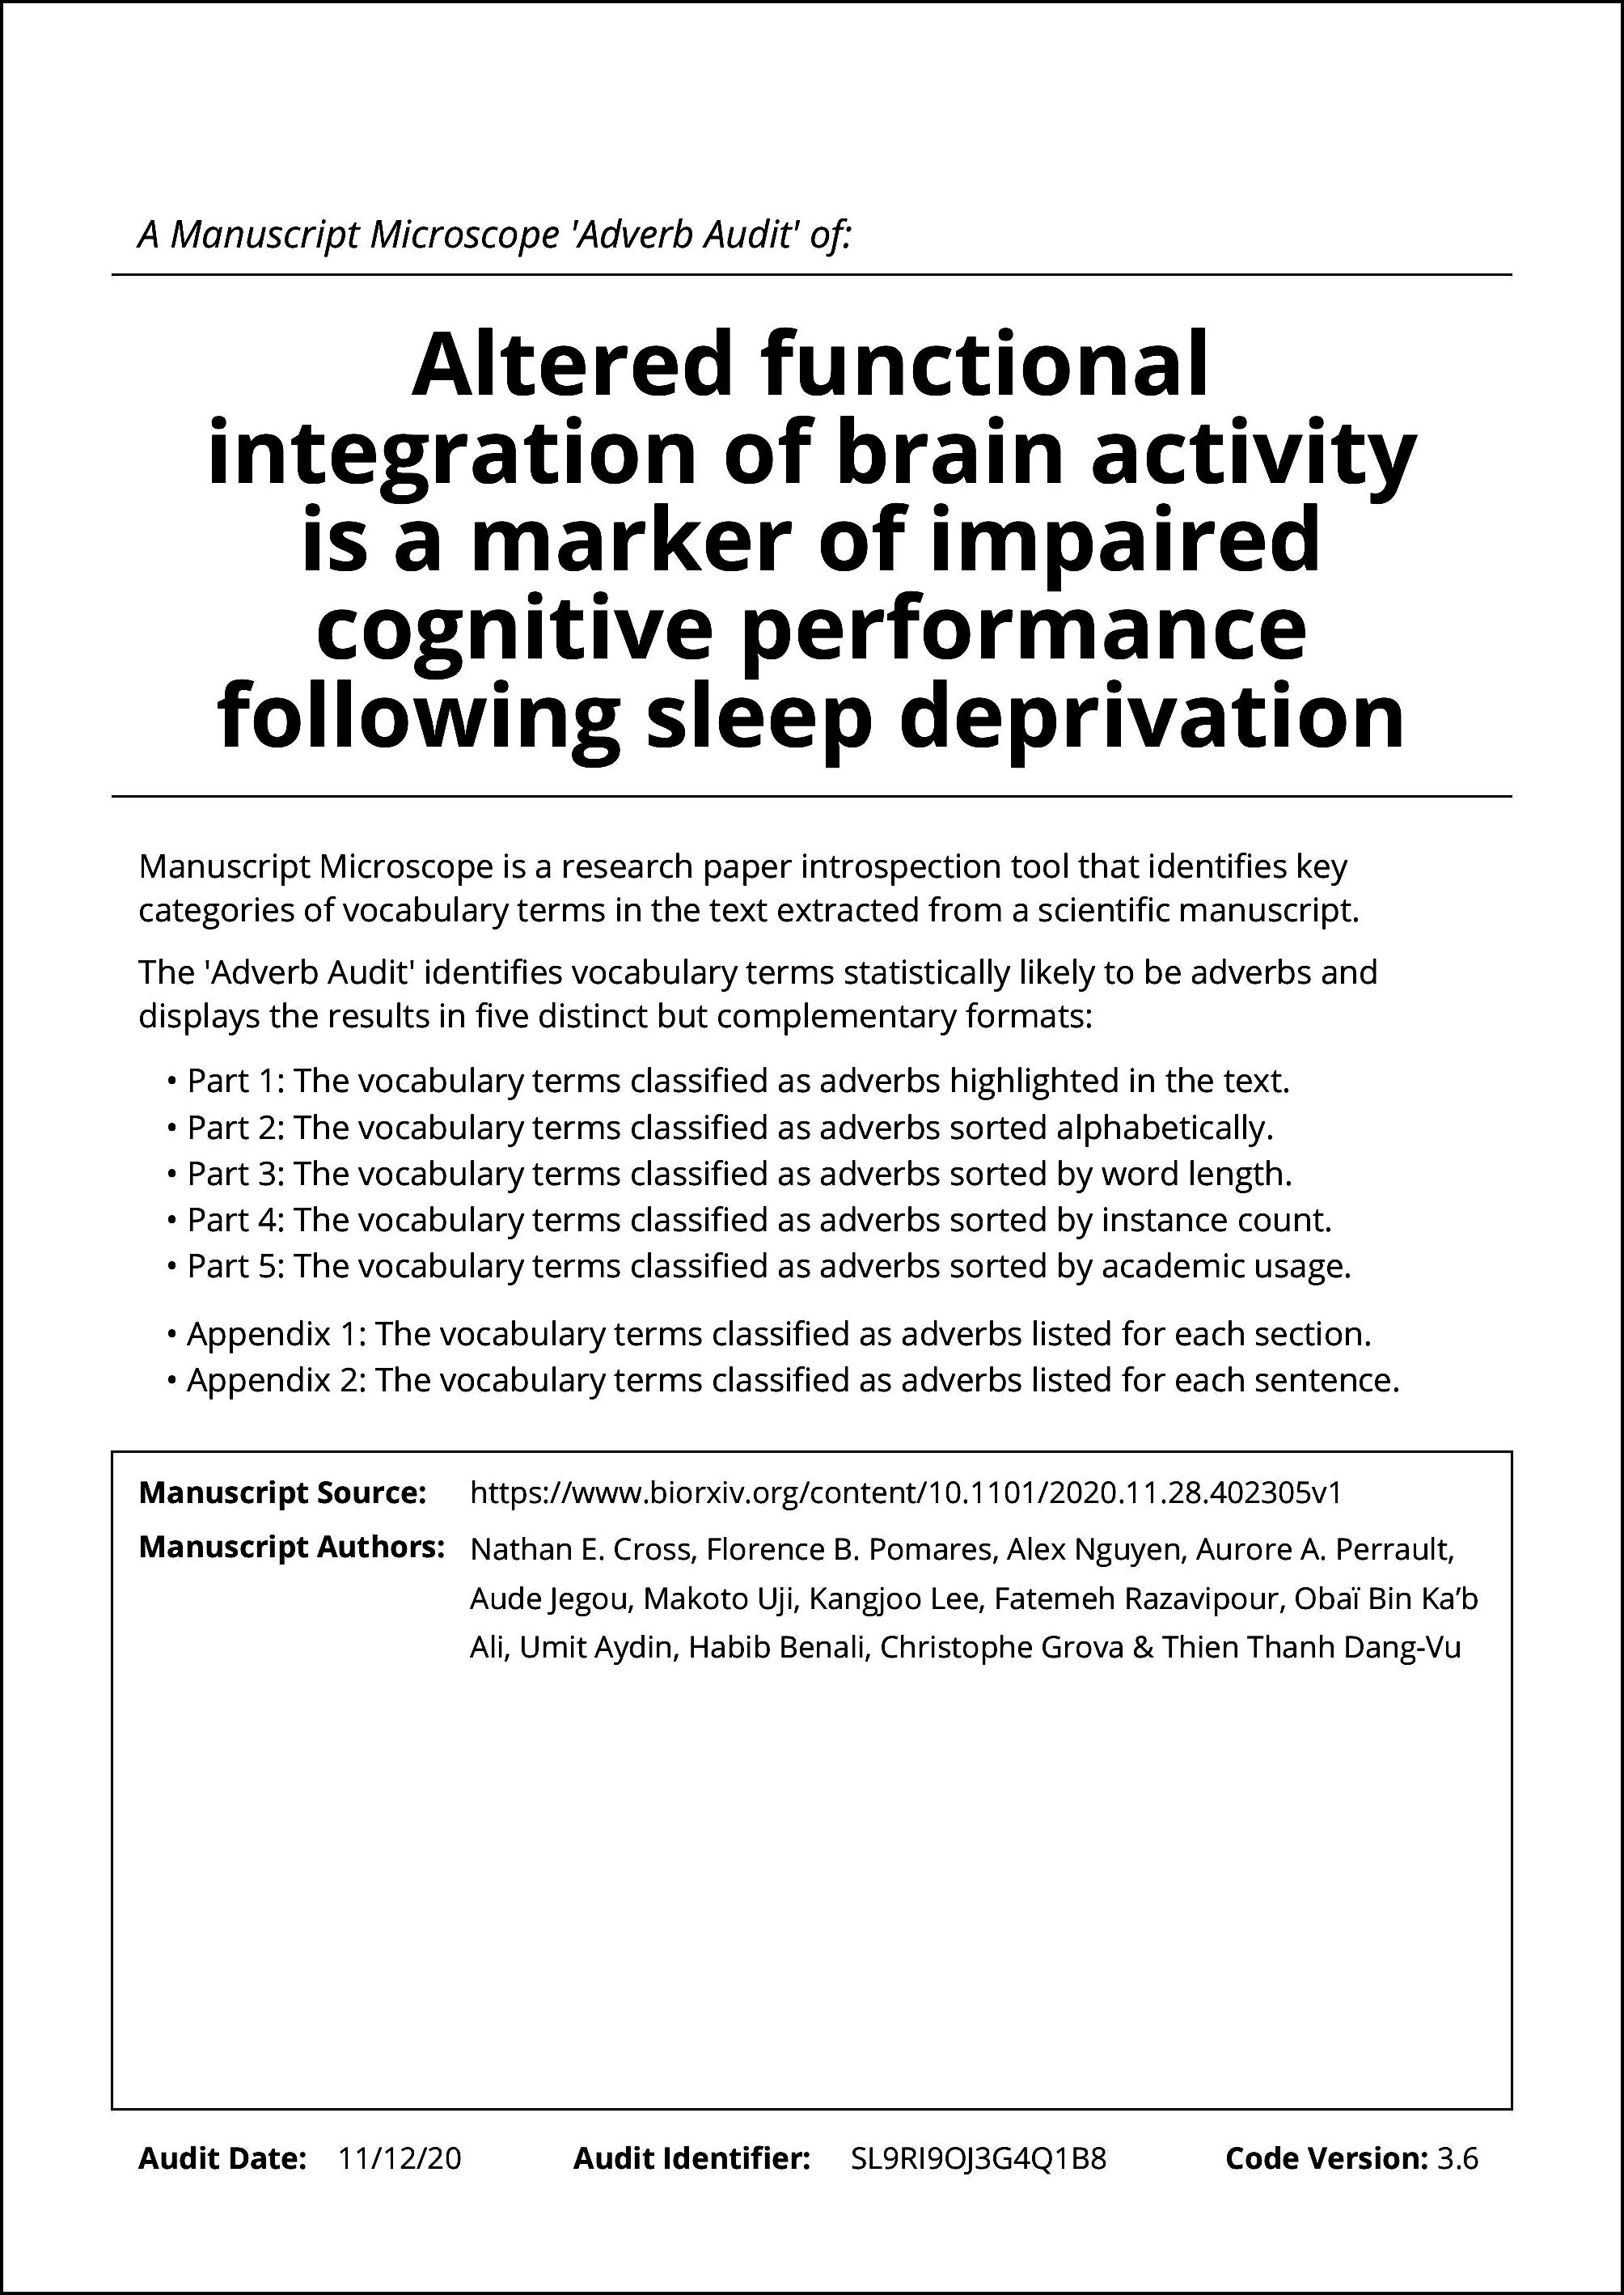 A Manuscript Microscope 'Adverb Audit' of:
Altered functional
integration of brain activity
is a marker of impaired
cognitive performance
following sleep deprivation
Manuscript Microscope is a research paper introspection tool that identifies key
categories of vocabulary terms in the text extracted from a scientific manuscript.
The 'Adverb Audit' identifies vocabulary terms statistically likely to be adverbs and
displays the results in five distinct but complementary formats:
• Part 1: The vocabulary terms classified as adverbs highlighted in the text.
• Part 2: The vocabulary terms classified as adverbs sorted alphabetically.
• Part 3: The vocabulary terms classified as adverbs sorted by word length.
• Part 4: The vocabulary terms classified as adverbs sorted by instance count.
• Part 5: The vocabulary terms classified as adverbs sorted by academic usage.
• Appendix 1: The vocabulary terms classified as adverbs listed for each section.
• Appendix 2: The vocabulary terms classified as adverbs listed for each sentence.
Manuscript Source: https://www.biorxiv.org/content/10.1101/2020.11.28.402305v1
Manuscript Authors: Nathan E. Cross, Florence B. Pomares, Alex Nguyen, Aurore A. Perrault,
Aude Jegou, Makoto Uji, Kangjoo Lee, Fatemeh Razavipour, Obaï Bin Ka’b
Ali, Umit Aydin, Habib Benali, Christophe Grova & Thien Thanh Dang-Vu
Audit Date: 11/12/20 Audit Identifier: SL9RI9OJ3G4Q1B8 Code Version: 3.6